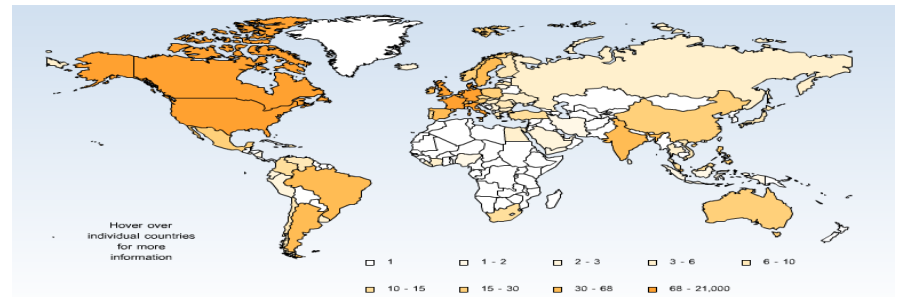 Hover over
individual countries
for more
information
1
1 - 2
2 - 3
3 - 6
6 - 10
10 - 15
15 - 30
30 - 68
68 - 21,000